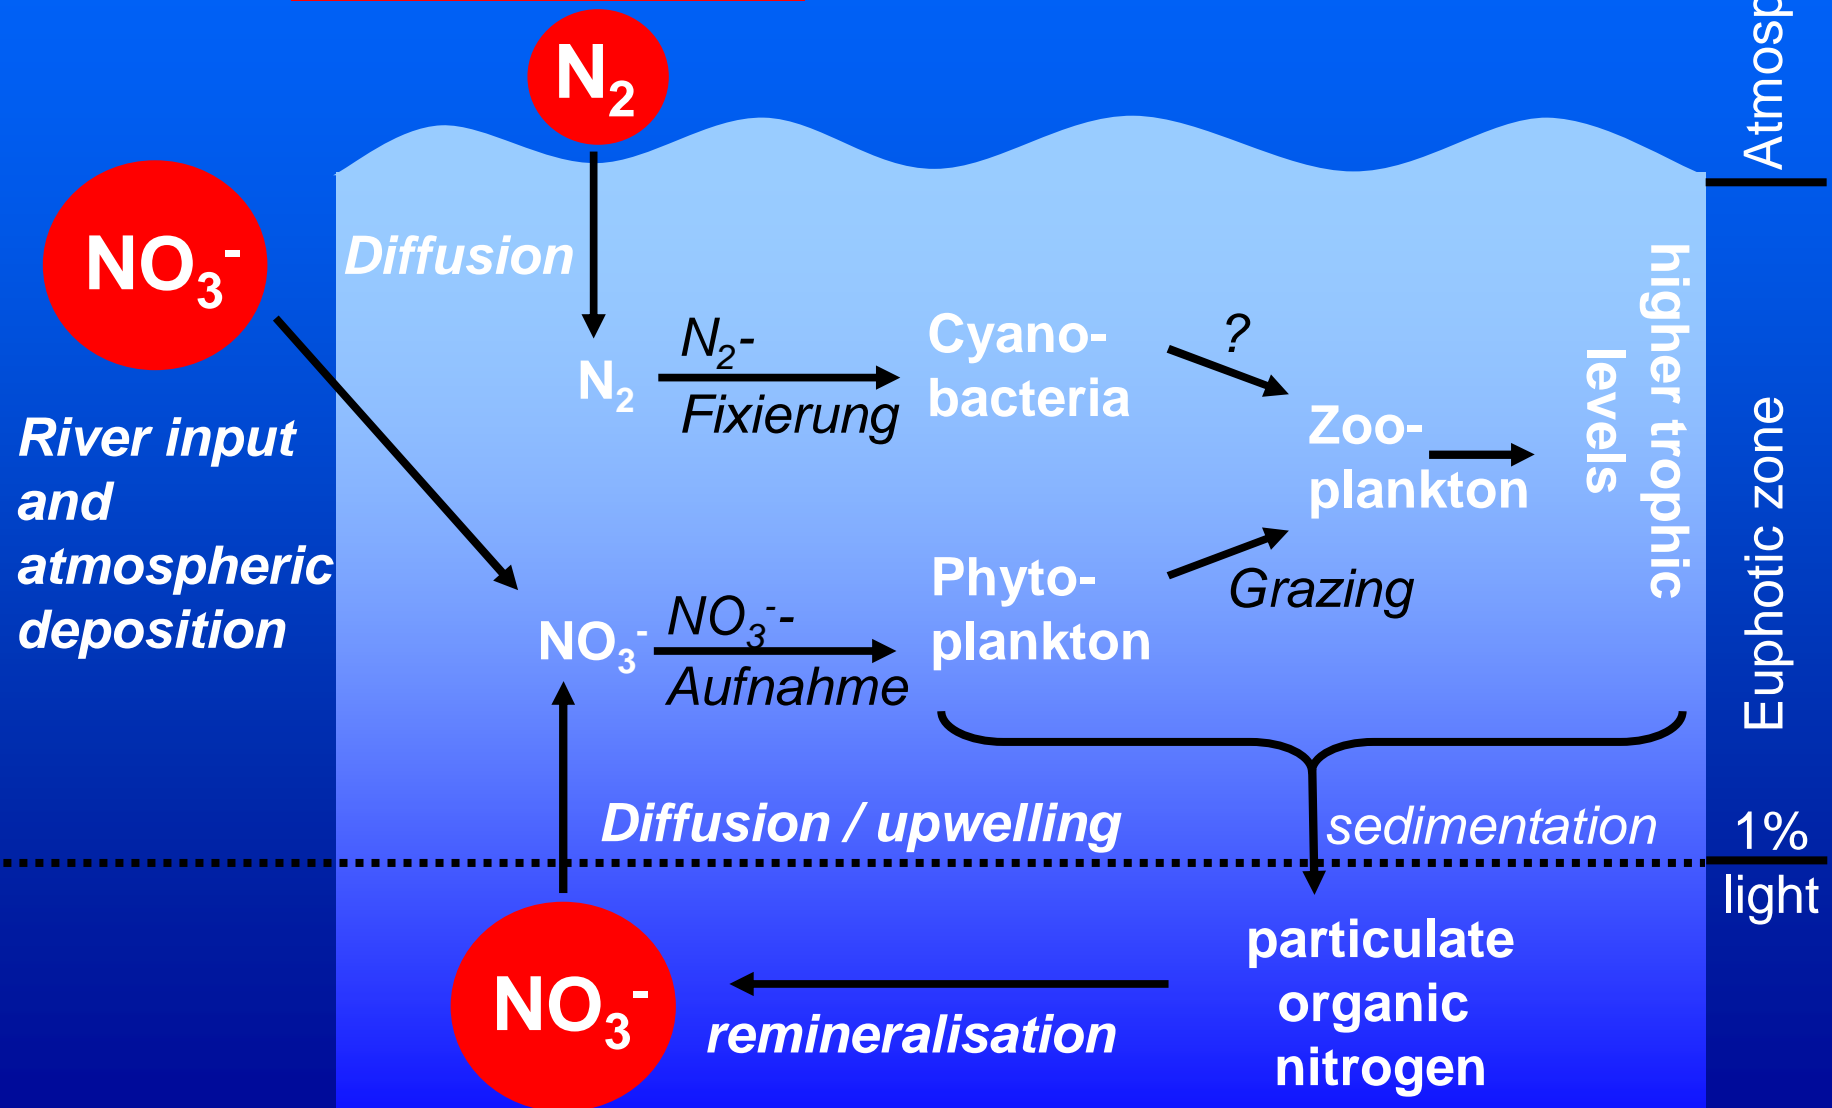 N₂
Atmosp
NO₃⁻
Diffusion
N₂
N₂-
Fixierung
Cyano-
bacteria
?
Zoo-
plankton
higher trophic
levels
River input
and
atmospheric
deposition
NO₃⁻
NO₃⁻-
Aufnahme
Phyto-
plankton
Grazing
Euphotic zone
Diffusion / upwelling
sedimentation
1%
light
NO₃⁻
remineralisation
particulate
organic
nitrogen